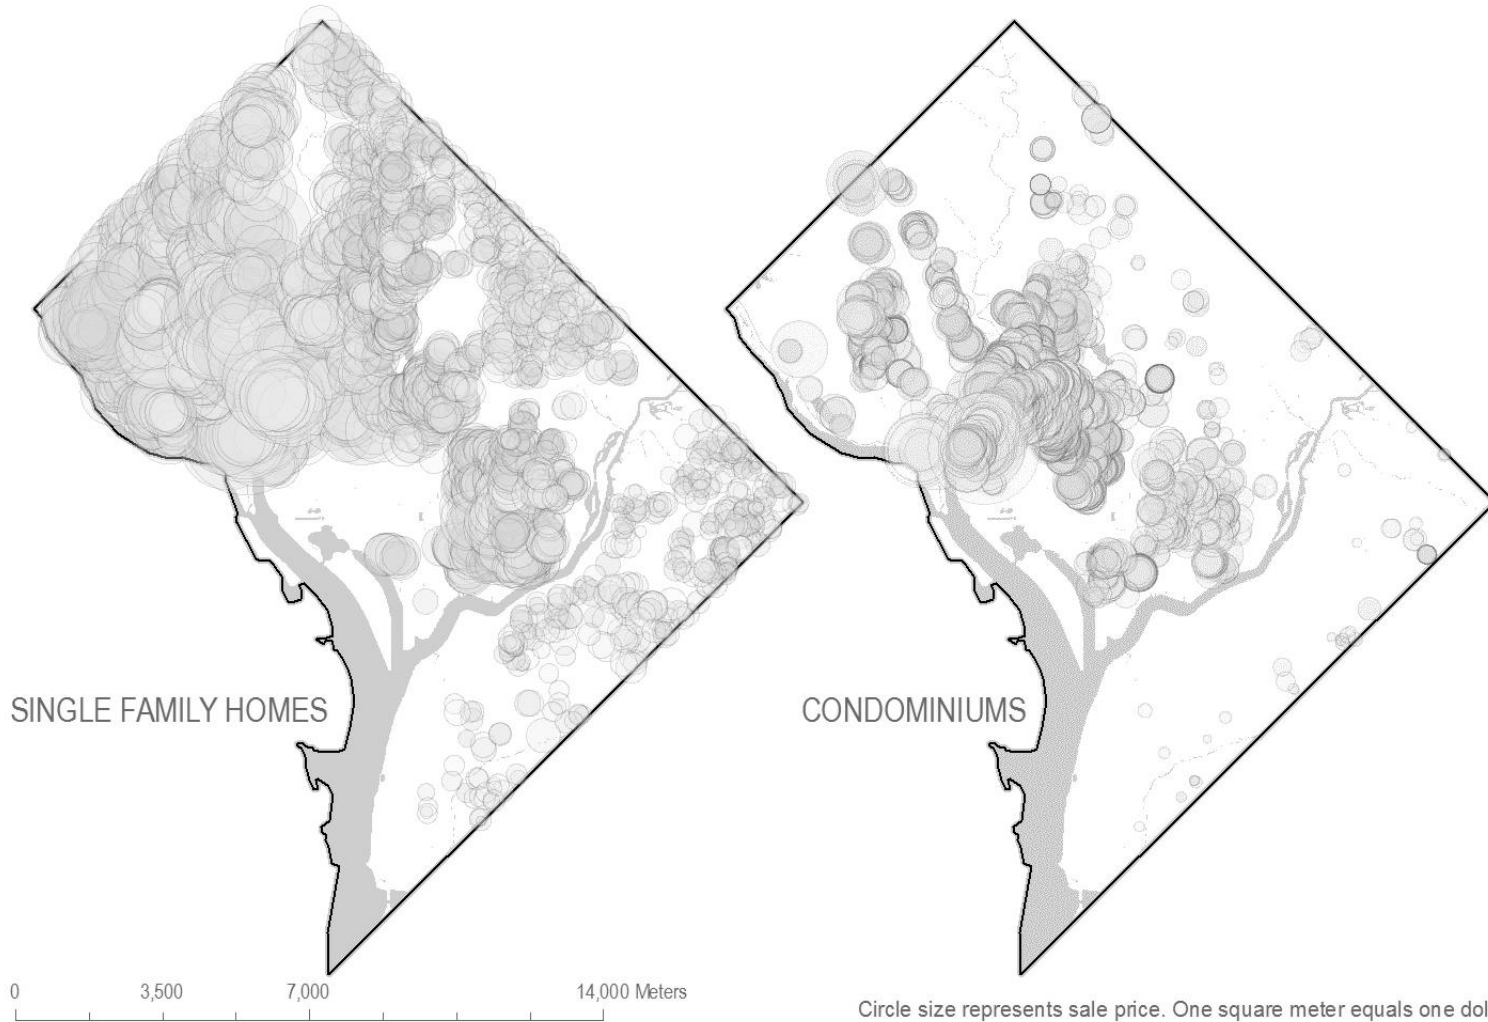 SINGLE FAMILY HOMES
CONDOMINIUMS
0 3,500 7,000 14,000 Meters
Circle size represents sale price. One square meter equals one dol